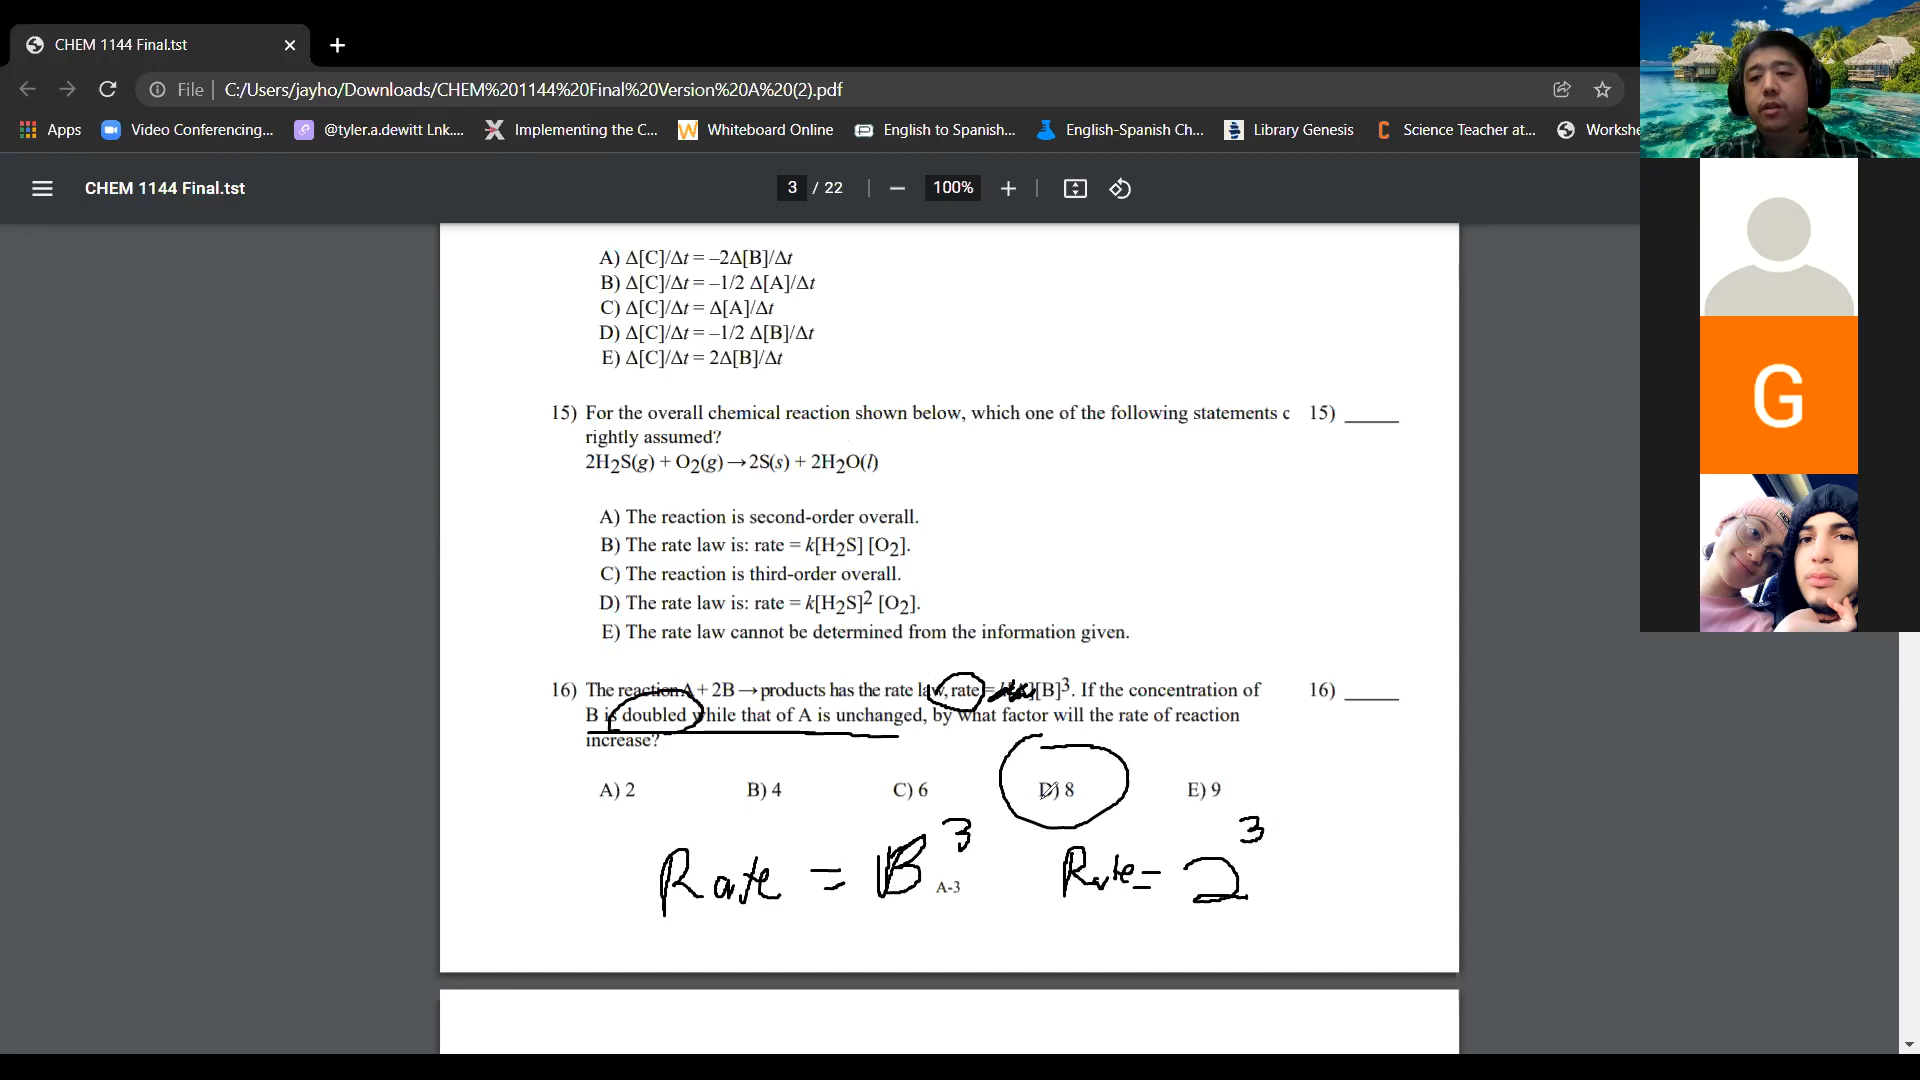 CHEM 1144 Final.tst
File C:/Users/jayho/Downloads/CHEM%201144%20Final%20Version%20A%20(2).pdf
Apps Video Conferencing... @tyler.a.dewitt Lnk.... Implementing the C... Whiteboard Online English to Spanish... English-Spanish Ch... Library Genesis Science Teacher at... Workshe
CHEM 1144 Final.tst 3 / 22 100%
A) Δ[C]/Δt = –2Δ[B]/Δt
B) Δ[C]/Δt = –1/2 Δ[A]/Δt
C) Δ[C]/Δt = Δ[A]/Δt
D) Δ[C]/Δt = –1/2 Δ[B]/Δt
E) Δ[C]/Δt = 2Δ[B]/Δt
15) For the overall chemical reaction shown below, which one of the following statements c 15) ______
rightly assumed?
2H2S(g) + O2(g) → 2S(s) + 2H2O(l)
A) The reaction is second-order overall.
B) The rate law is: rate = k[H2S] [O2].
C) The reaction is third-order overall.
D) The rate law is: rate = k[H2S]2 [O2].
E) The rate law cannot be determined from the information given.
16) The reaction A + 2B → products has the rate law, rate = [B]3. If the concentration of 16) ______
B is doubled while that of A is unchanged, by what factor will the rate of reaction
increase?
A) 2 B) 4 C) 6 D) 8 E) 9
Rate = B3 Rate = 23
A-3
G